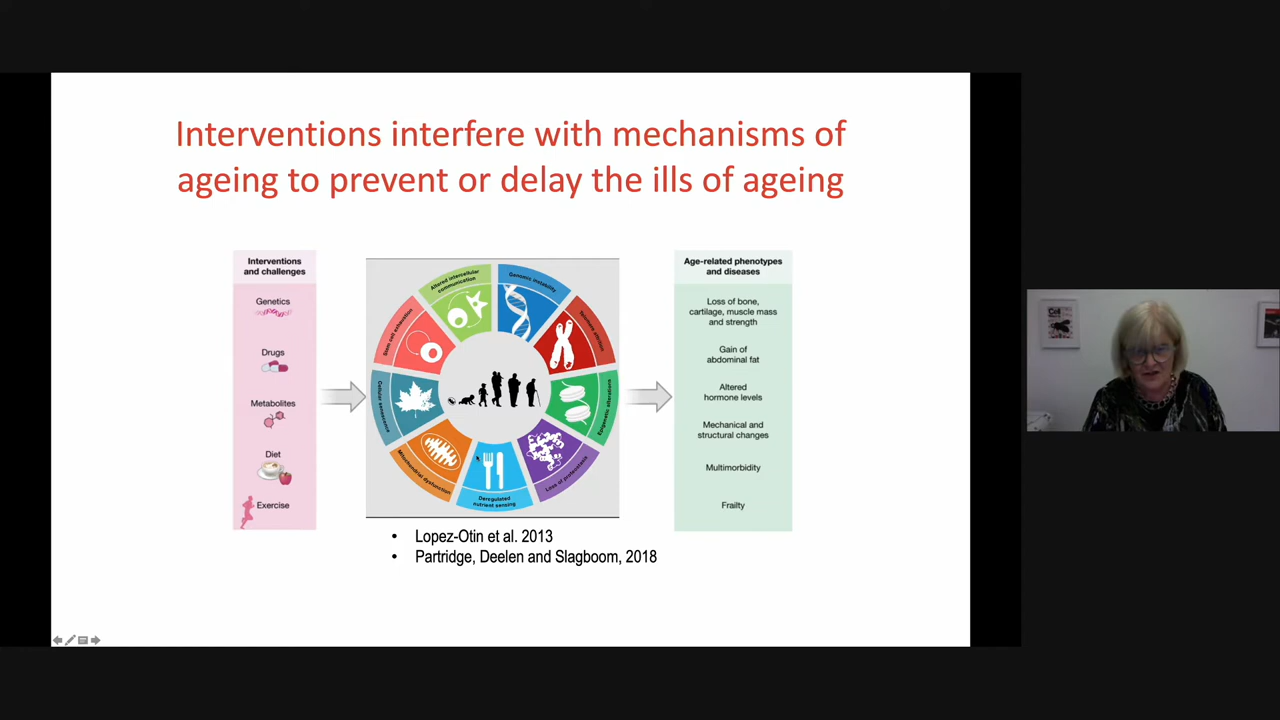 Interventions interfere with mechanisms of
ageing to prevent or delay the ills of ageing
Interventions
and challenges
Genetics
Drugs
Metabolites
Diet
Exercise
Altered intercellular
communication
Genomic instability
Telomere attrition
Epigenetic alterations
Loss of proteostasis
Deregulated
nutrient sensing
Mitochondrial dysfunction
Cellular senescence
Stem cell exhaustion
Age-related phenotypes
and diseases
Loss of bone,
cartilage, muscle mass
and strength
Gain of
abdominal fat
Altered
hormone levels
Mechanical and
structural changes
Multimorbidity
Frailty
• Lopez-Otin et al. 2013
• Partridge, Deelen and Slagboom, 2018
Cell